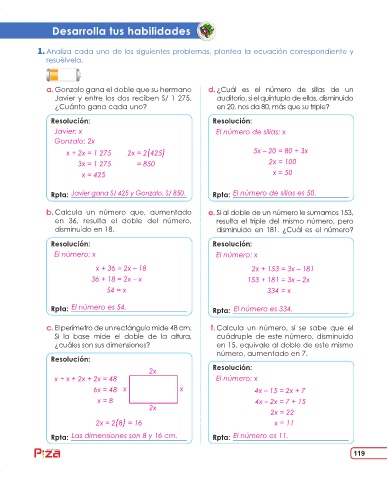 Desarrolla tus habilidades
1. Analiza cada uno de los siguientes problemas, plantea la ecuación correspondiente y
resuélvela.
a. Gonzalo gana el doble que su hermano
Javier y entre los dos reciben S/ 1 275.
¿Cuánto gana cada uno?
Resolución:
Javier: x
Gonzalo: 2x
x + 2x = 1 275 2x = 2(425)
3x = 1 275 = 850
x = 425
Rpta: Javier gana S/ 425 y Gonzalo, S/ 850.
b. Calcula un número que, aumentado
en 36, resulta el doble del número,
disminuido en 18.
Resolución:
El número: x
x + 36 = 2x – 18
36 + 18 = 2x – x
54 = x
Rpta: El número es 54.
c. El perímetro de un rectángulo mide 48 cm.
Si la base mide el doble de la altura,
¿cuáles son sus dimensiones?
Resolución:
2x
x + x + 2x + 2x = 48
6x = 48 x x
x = 8
2x
2x = 2(8) = 16
Rpta: Las dimensiones son 8 y 16 cm.
d. ¿Cuál es el número de sillas de un
auditorio, si el quíntuplo de ellas, disminuido
en 20, nos da 80, más que su triple?
Resolución:
El número de sillas: x
5x – 20 = 80 + 3x
2x = 100
x = 50
Rpta: El número de sillas es 50.
e. Si al doble de un número le sumamos 153,
resulta el triple del mismo número, pero
disminuido en 181. ¿Cuál es el número?
Resolución:
El número: x
2x + 153 = 3x – 181
153 + 181 = 3x – 2x
334 = x
Rpta: El número es 334.
f. Calcula un número, si se sabe que el
cuádruple de este número, disminuido
en 15, equivale al doble de este mismo
número, aumentado en 7.
Resolución:
El número: x
4x – 15 = 2x + 7
4x – 2x = 7 + 15
2x = 22
x = 11
Rpta: El número es 11.
119